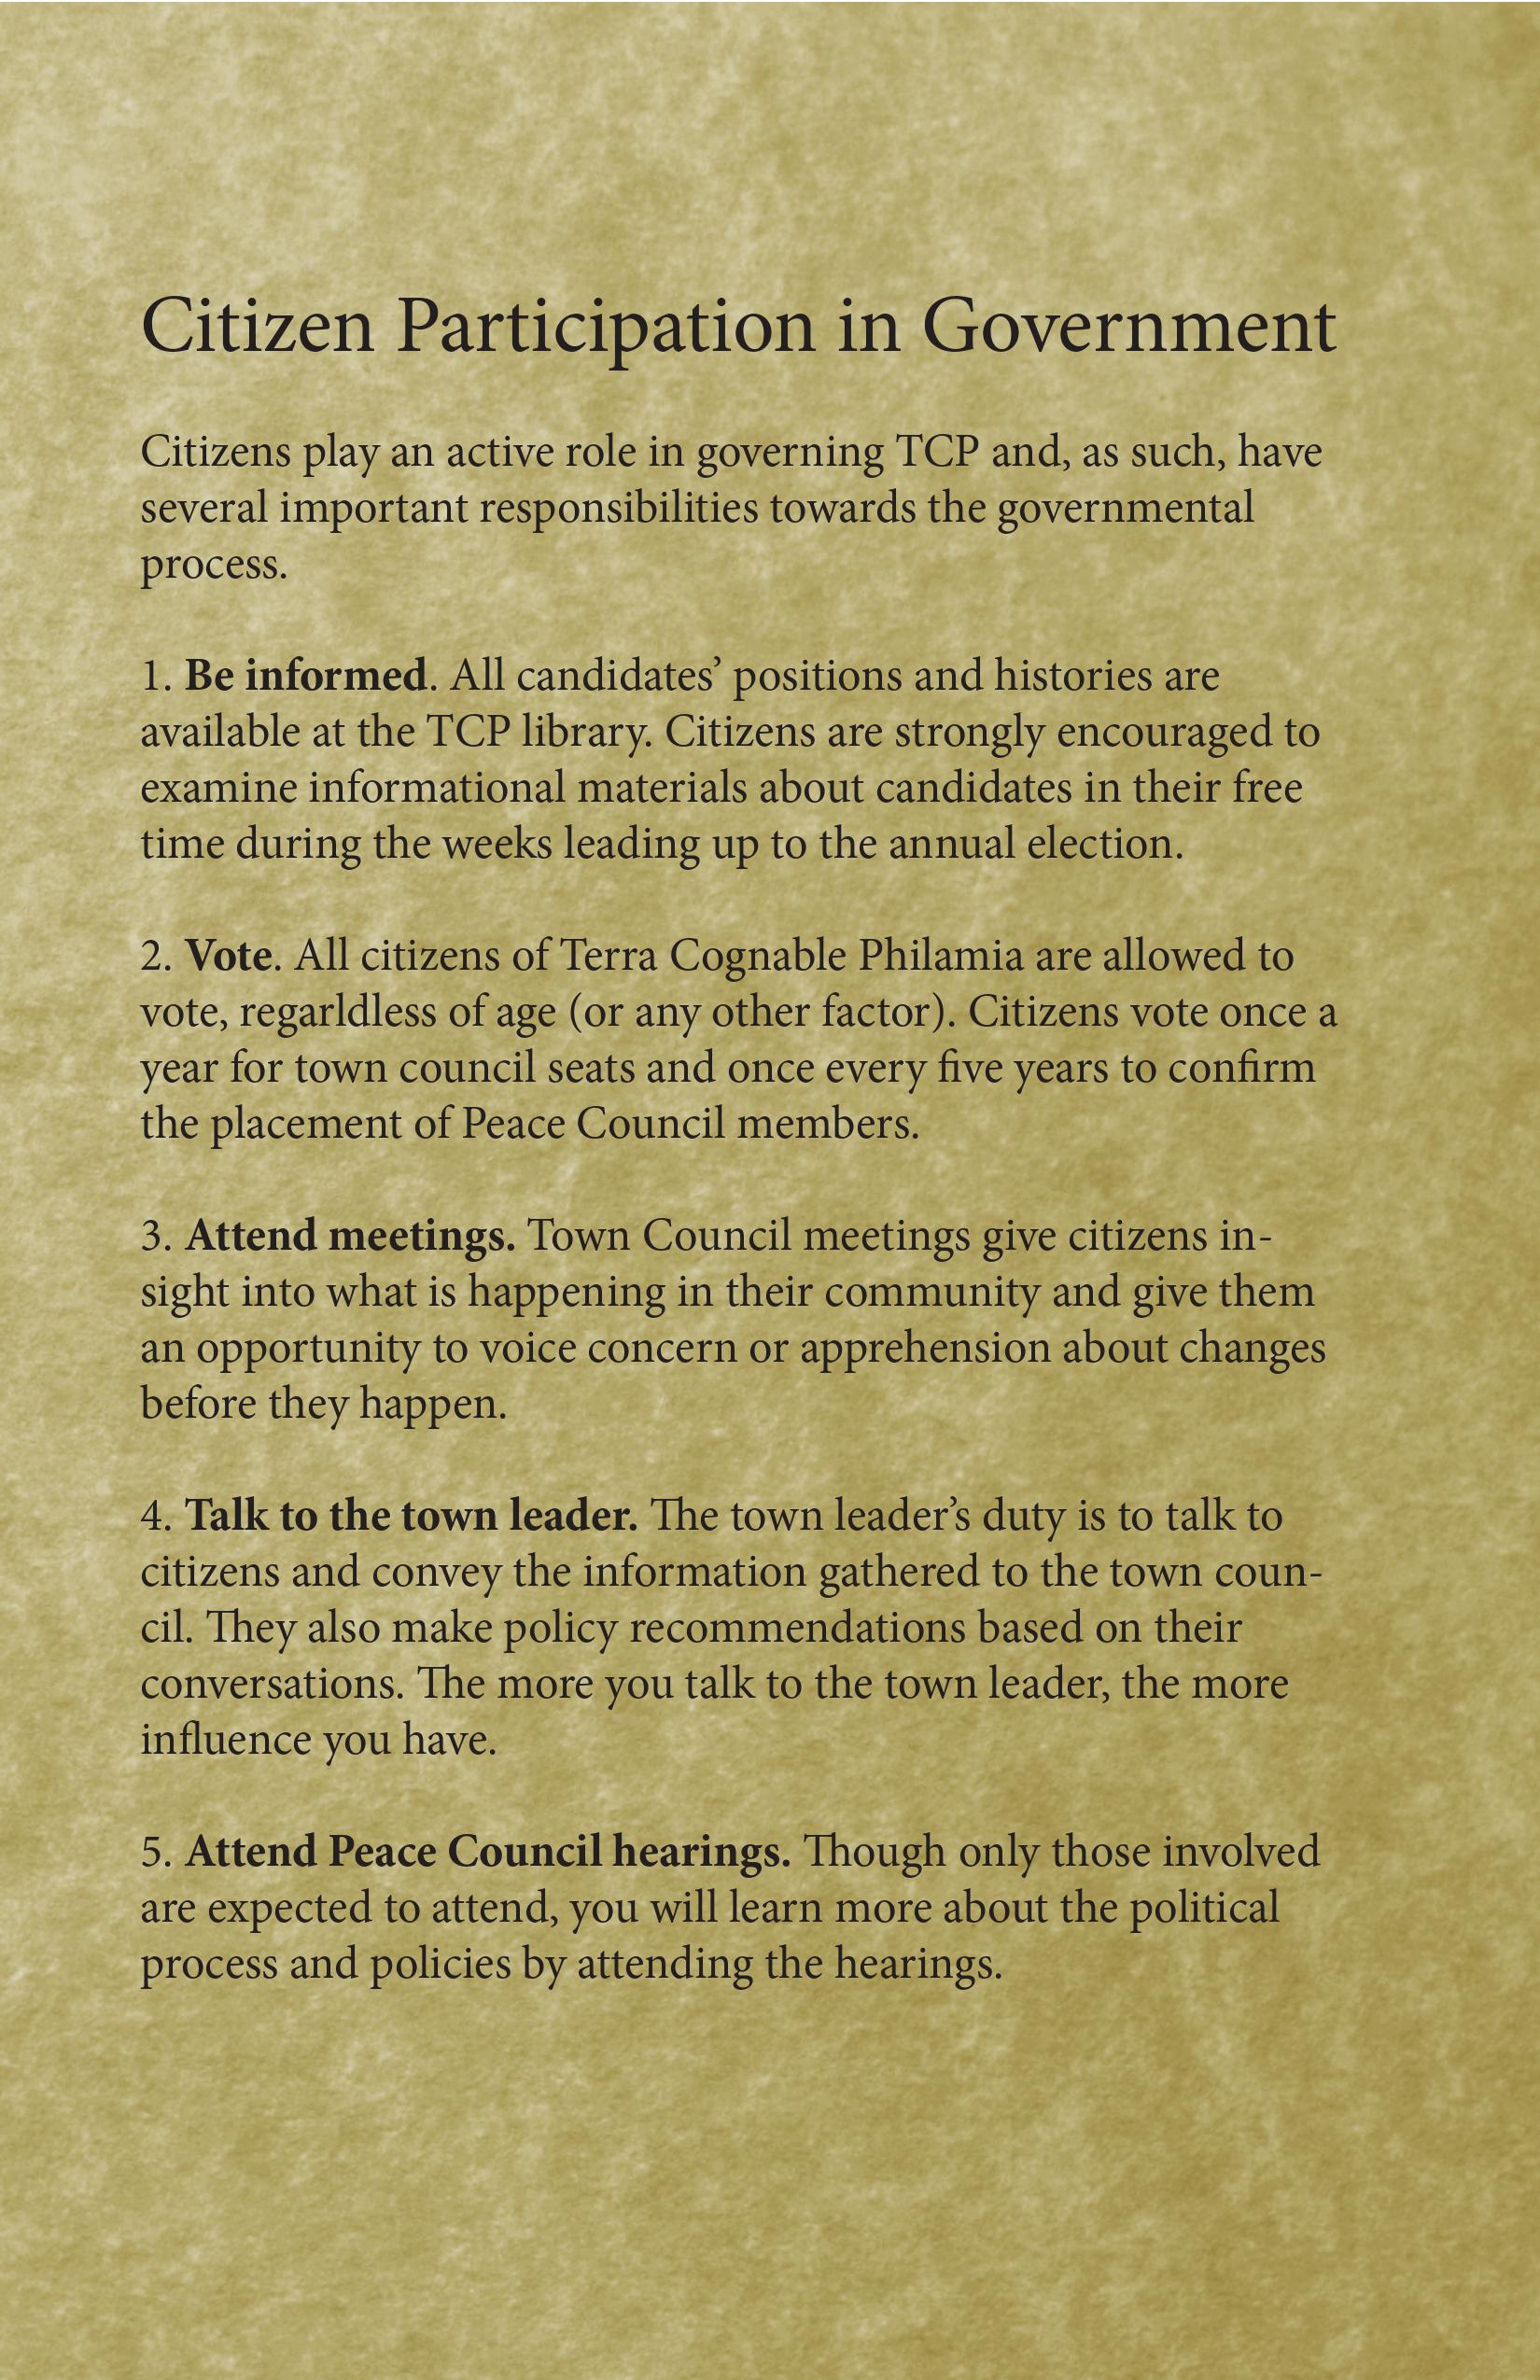 Citizen Participation in Government
Citizens play an active role in governing TCP and, as such, have
several important responsibilities towards the governmental
process.
1. Be informed. All candidates’ positions and histories are
available at the TCP library. Citizens are strongly encouraged to
examine informational materials about candidates in their free
time during the weeks leading up to the annual election.
2. Vote. All citizens of Terra Cognable Philamia are allowed to
vote, regarldless of age (or any other factor). Citizens vote once a
year for town council seats and once every five years to confirm
the placement of Peace Council members.
3. Attend meetings. Town Council meetings give citizens in-
sight into what is happening in their community and give them
an opportunity to voice concern or apprehension about changes
before they happen.
4. Talk to the town leader. The town leader’s duty is to talk to
citizens and convey the information gathered to the town coun-
cil. They also make policy recommendations based on their
conversations. The more you talk to the town leader, the more
influence you have.
5. Attend Peace Council hearings. Though only those involved
are expected to attend, you will learn more about the political
process and policies by attending the hearings.